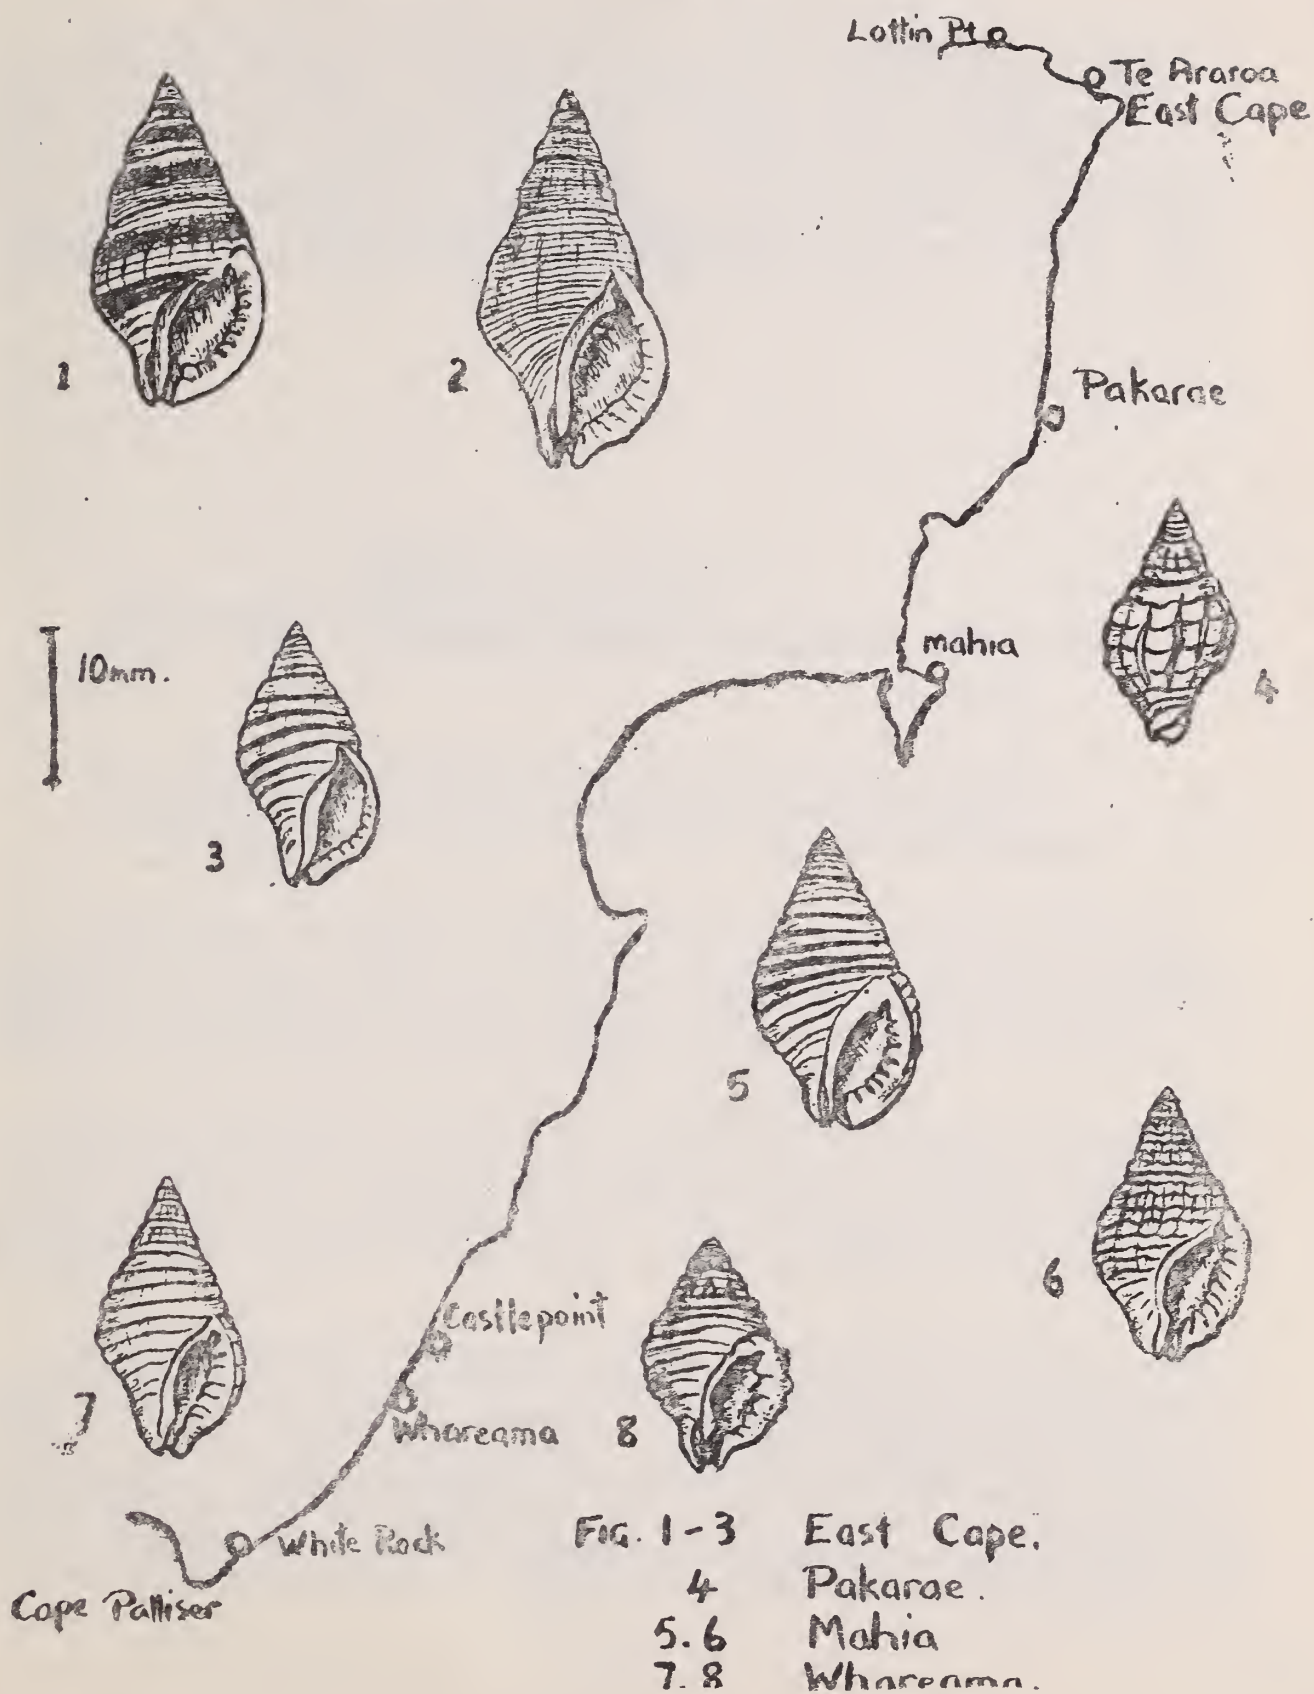 Lottin Pt
Te Araroa
East Cape
1
2
Pakarae
4
mahia
10mm.
3
5
6
7
Castlepoint
8
Whareama
White Rock
Cape Palliser
FIG. 1-3 East Cape.
4 Pakarae.
5.6 Mahia
7.8 Whareama.